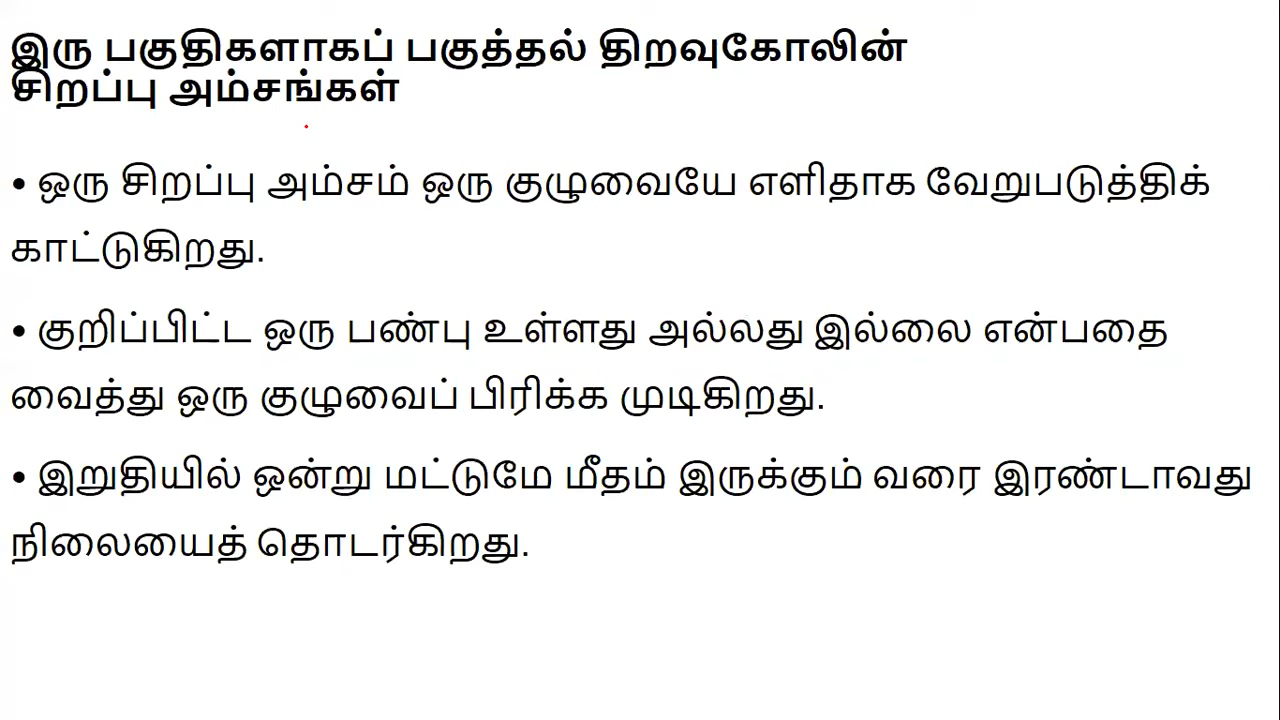 இரு பகுதிகளாகப் பகுத்தல் திறவுகோலின்
சிறப்பு அம்சங்கள்
• ஒரு சிறப்பு அம்சம் ஒரு குழுவையே எளிதாக வேறுபடுத்திக்
காட்டுகிறது.
• குறிப்பிட்ட ஒரு பண்பு உள்ளது அல்லது இல்லை என்பதை
வைத்து ஒரு குழுவைப் பிரிக்க முடிகிறது.
• இறுதியில் ஒன்று மட்டுமே மீதம் இருக்கும் வரை இரண்டாவது
நிலையைத் தொடர்கிறது.